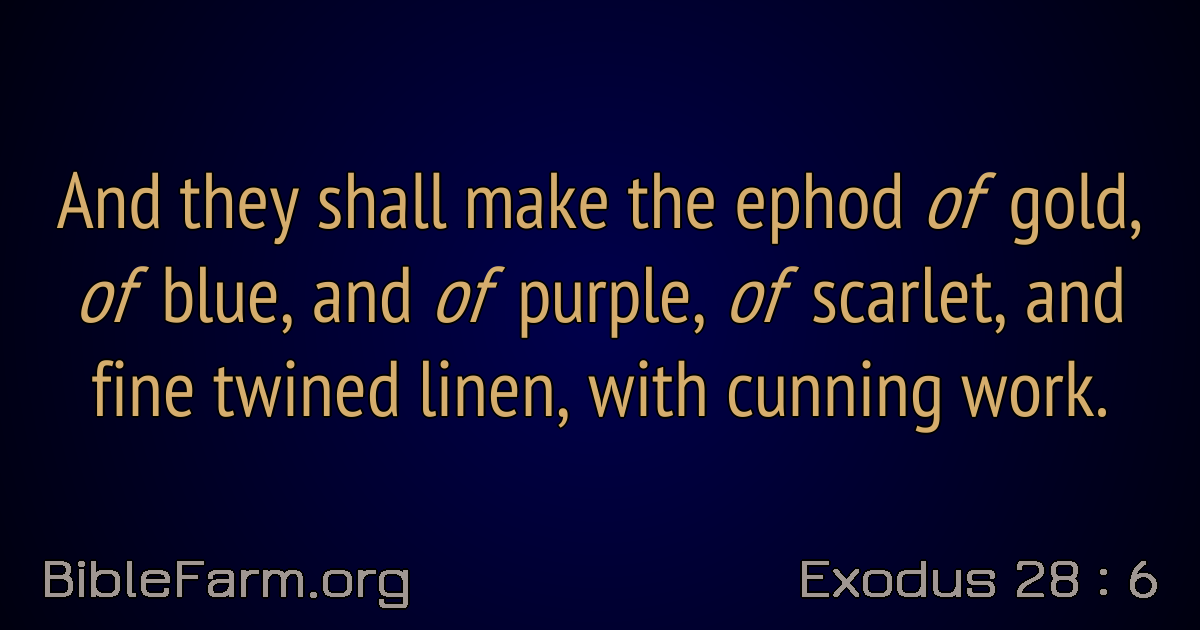 And they shall make the ephod of gold,
of blue, and of purple, of scarlet, and
fine twined linen, with cunning work.
BibleFarm.org
Exodus 28 : 6